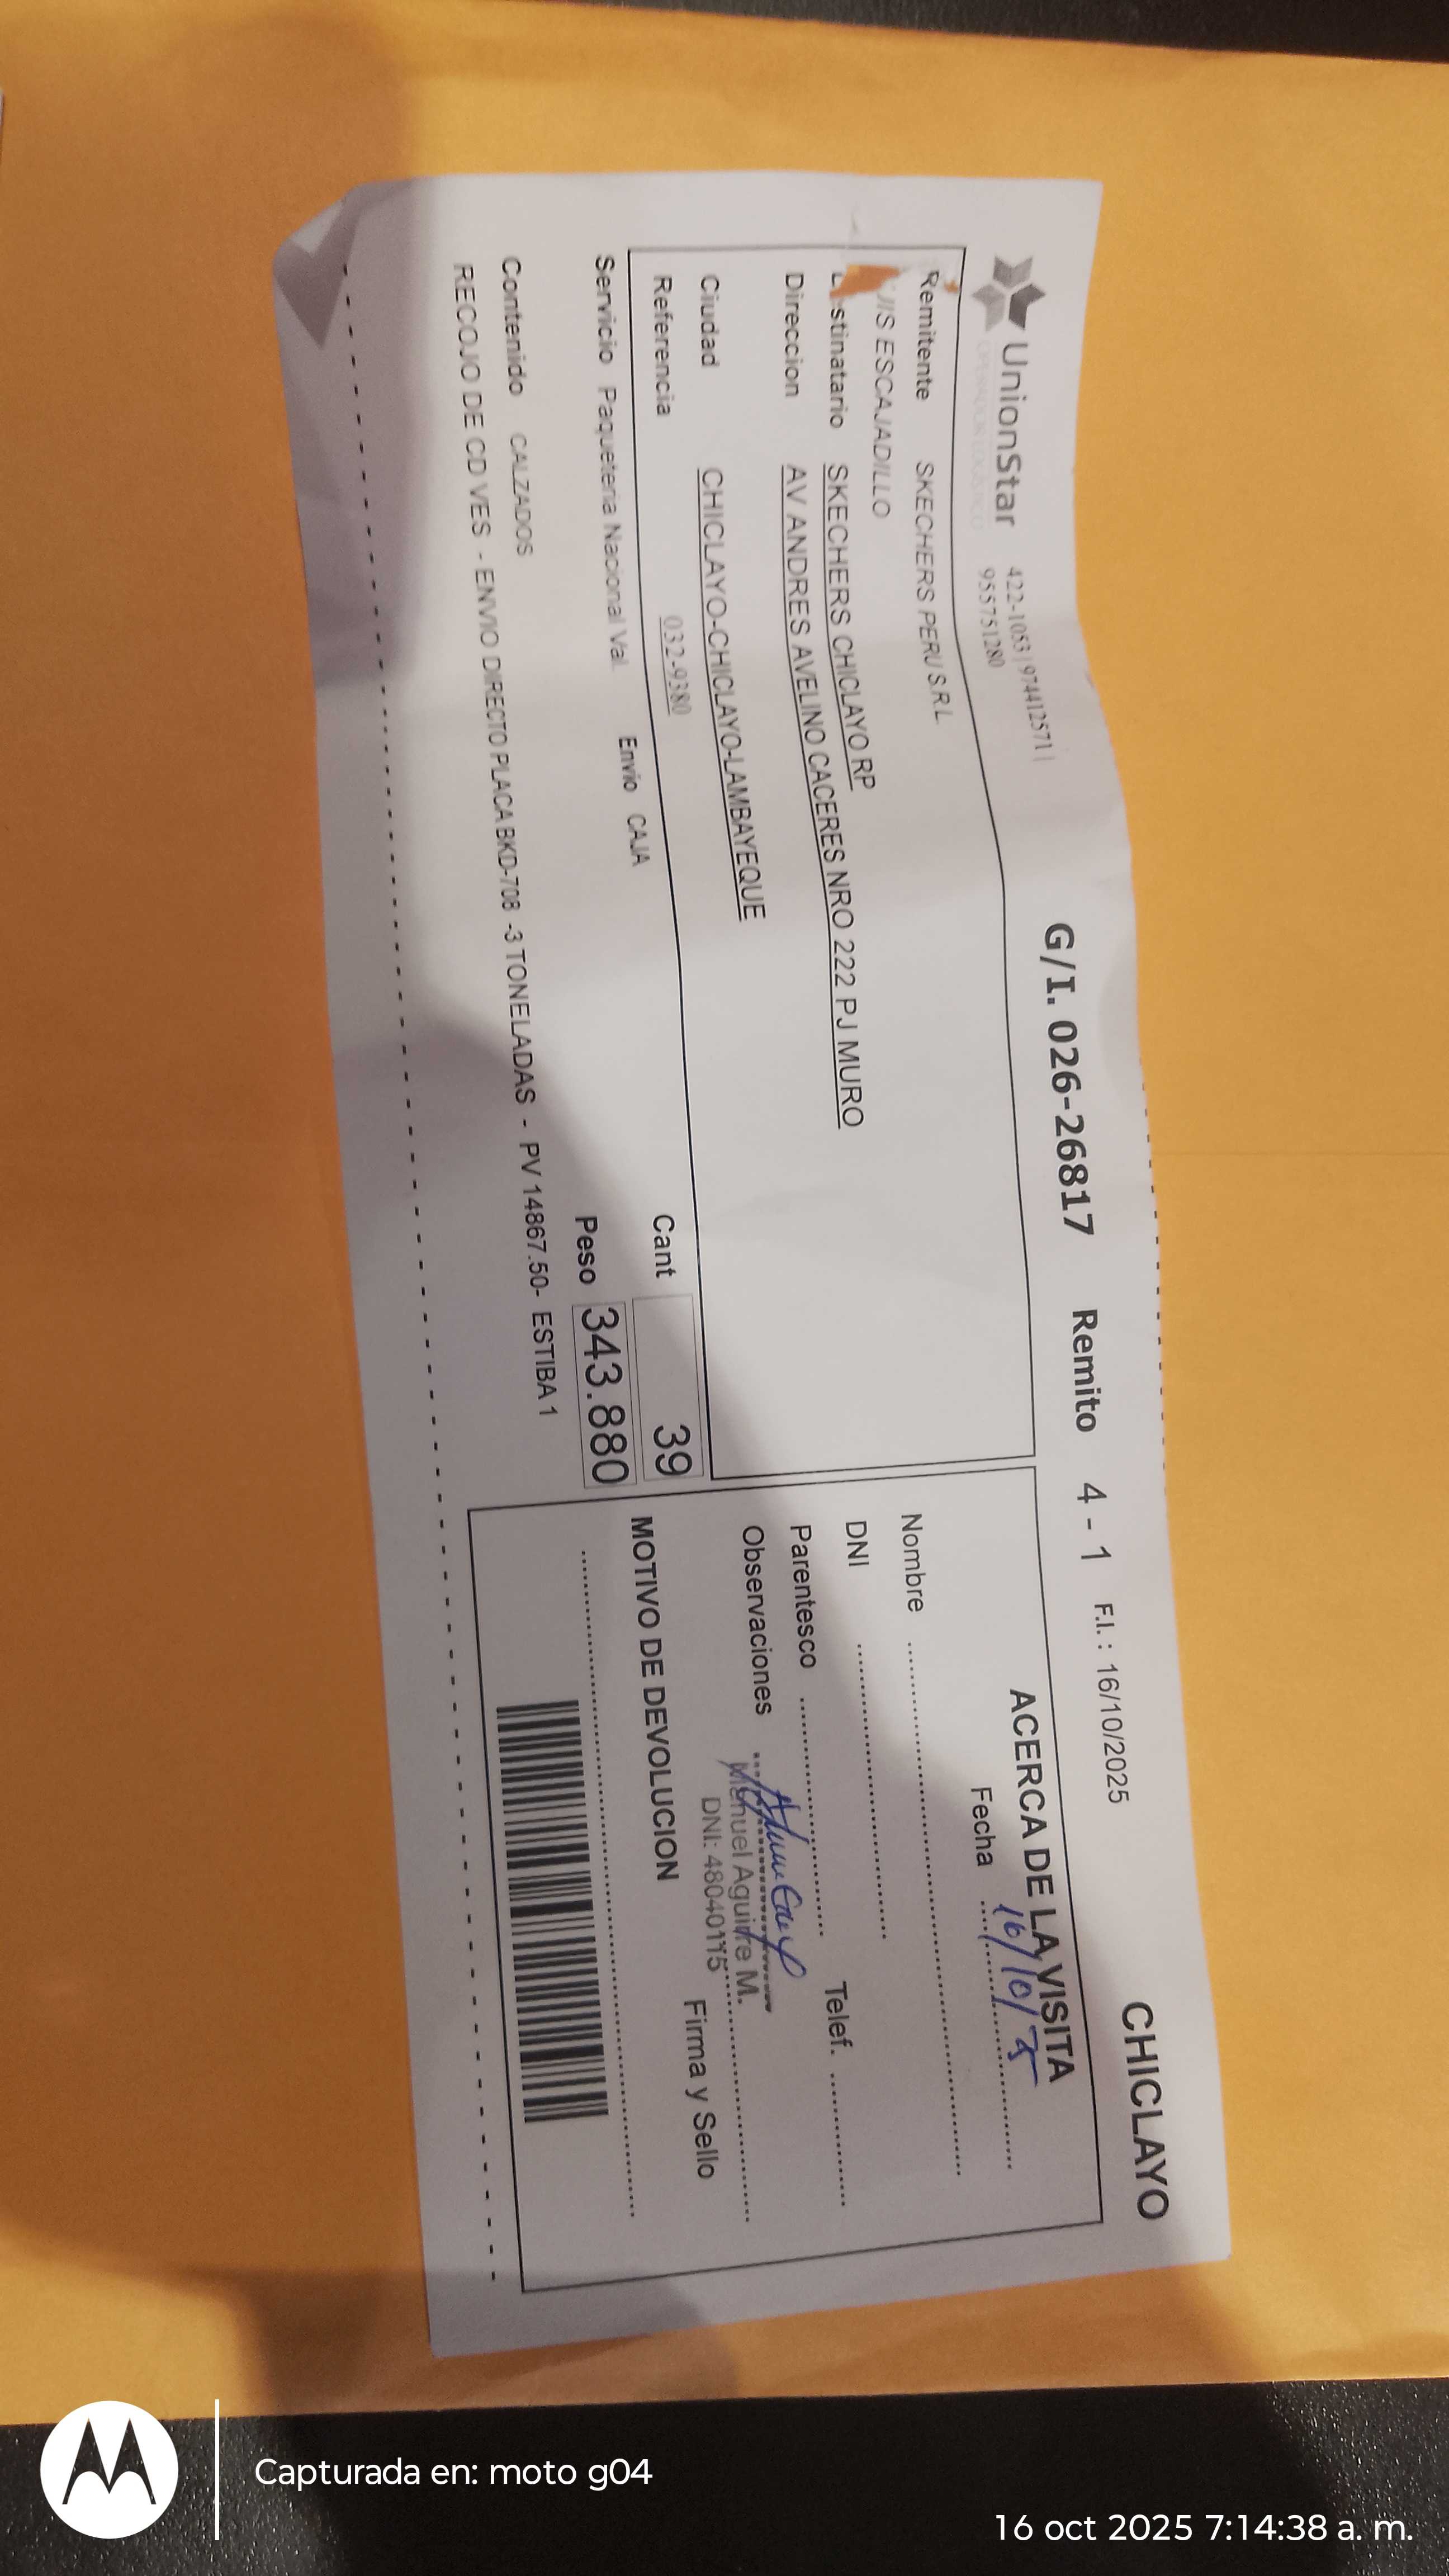 UnionStar
OPERADOR LOGISTICO
422-1053 | 974412571 |
955751280
G/I. 026-26817 Remito 4 - 1 F.I. : 16/10/2025 CHICLAYO
Remitente SKECHERS PERU S.R.L
UIS ESCAJADILLO
stinatario SKECHERS CHICLAYO RP
Direccion AV ANDRES AVELINO CACERES NRO 222 PJ MURO
Ciudad CHICLAYO-CHICLAYO-LAMBAYEQUE
Referencia 032-9380
Servicio Paqueteria Nacional Val. Envio CAJA
Cant 39
Peso 343.880
Contenido CALZADOS
RECOJO DE CD VES - ENVIO DIRECTO PLACA BKD-708 -3 TONELADAS - PV 14867.50- ESTIBA 1
ACERCA DE LA VISITA
Fecha 16/10/25
Nombre
DNI
Parentesco Telef.
Observaciones
Manuel Aguirre M.
DNI: 48040115
Firma y Sello
MOTIVO DE DEVOLUCION
Capturada en: moto g04
16 oct 2025 7:14:38 a. m.